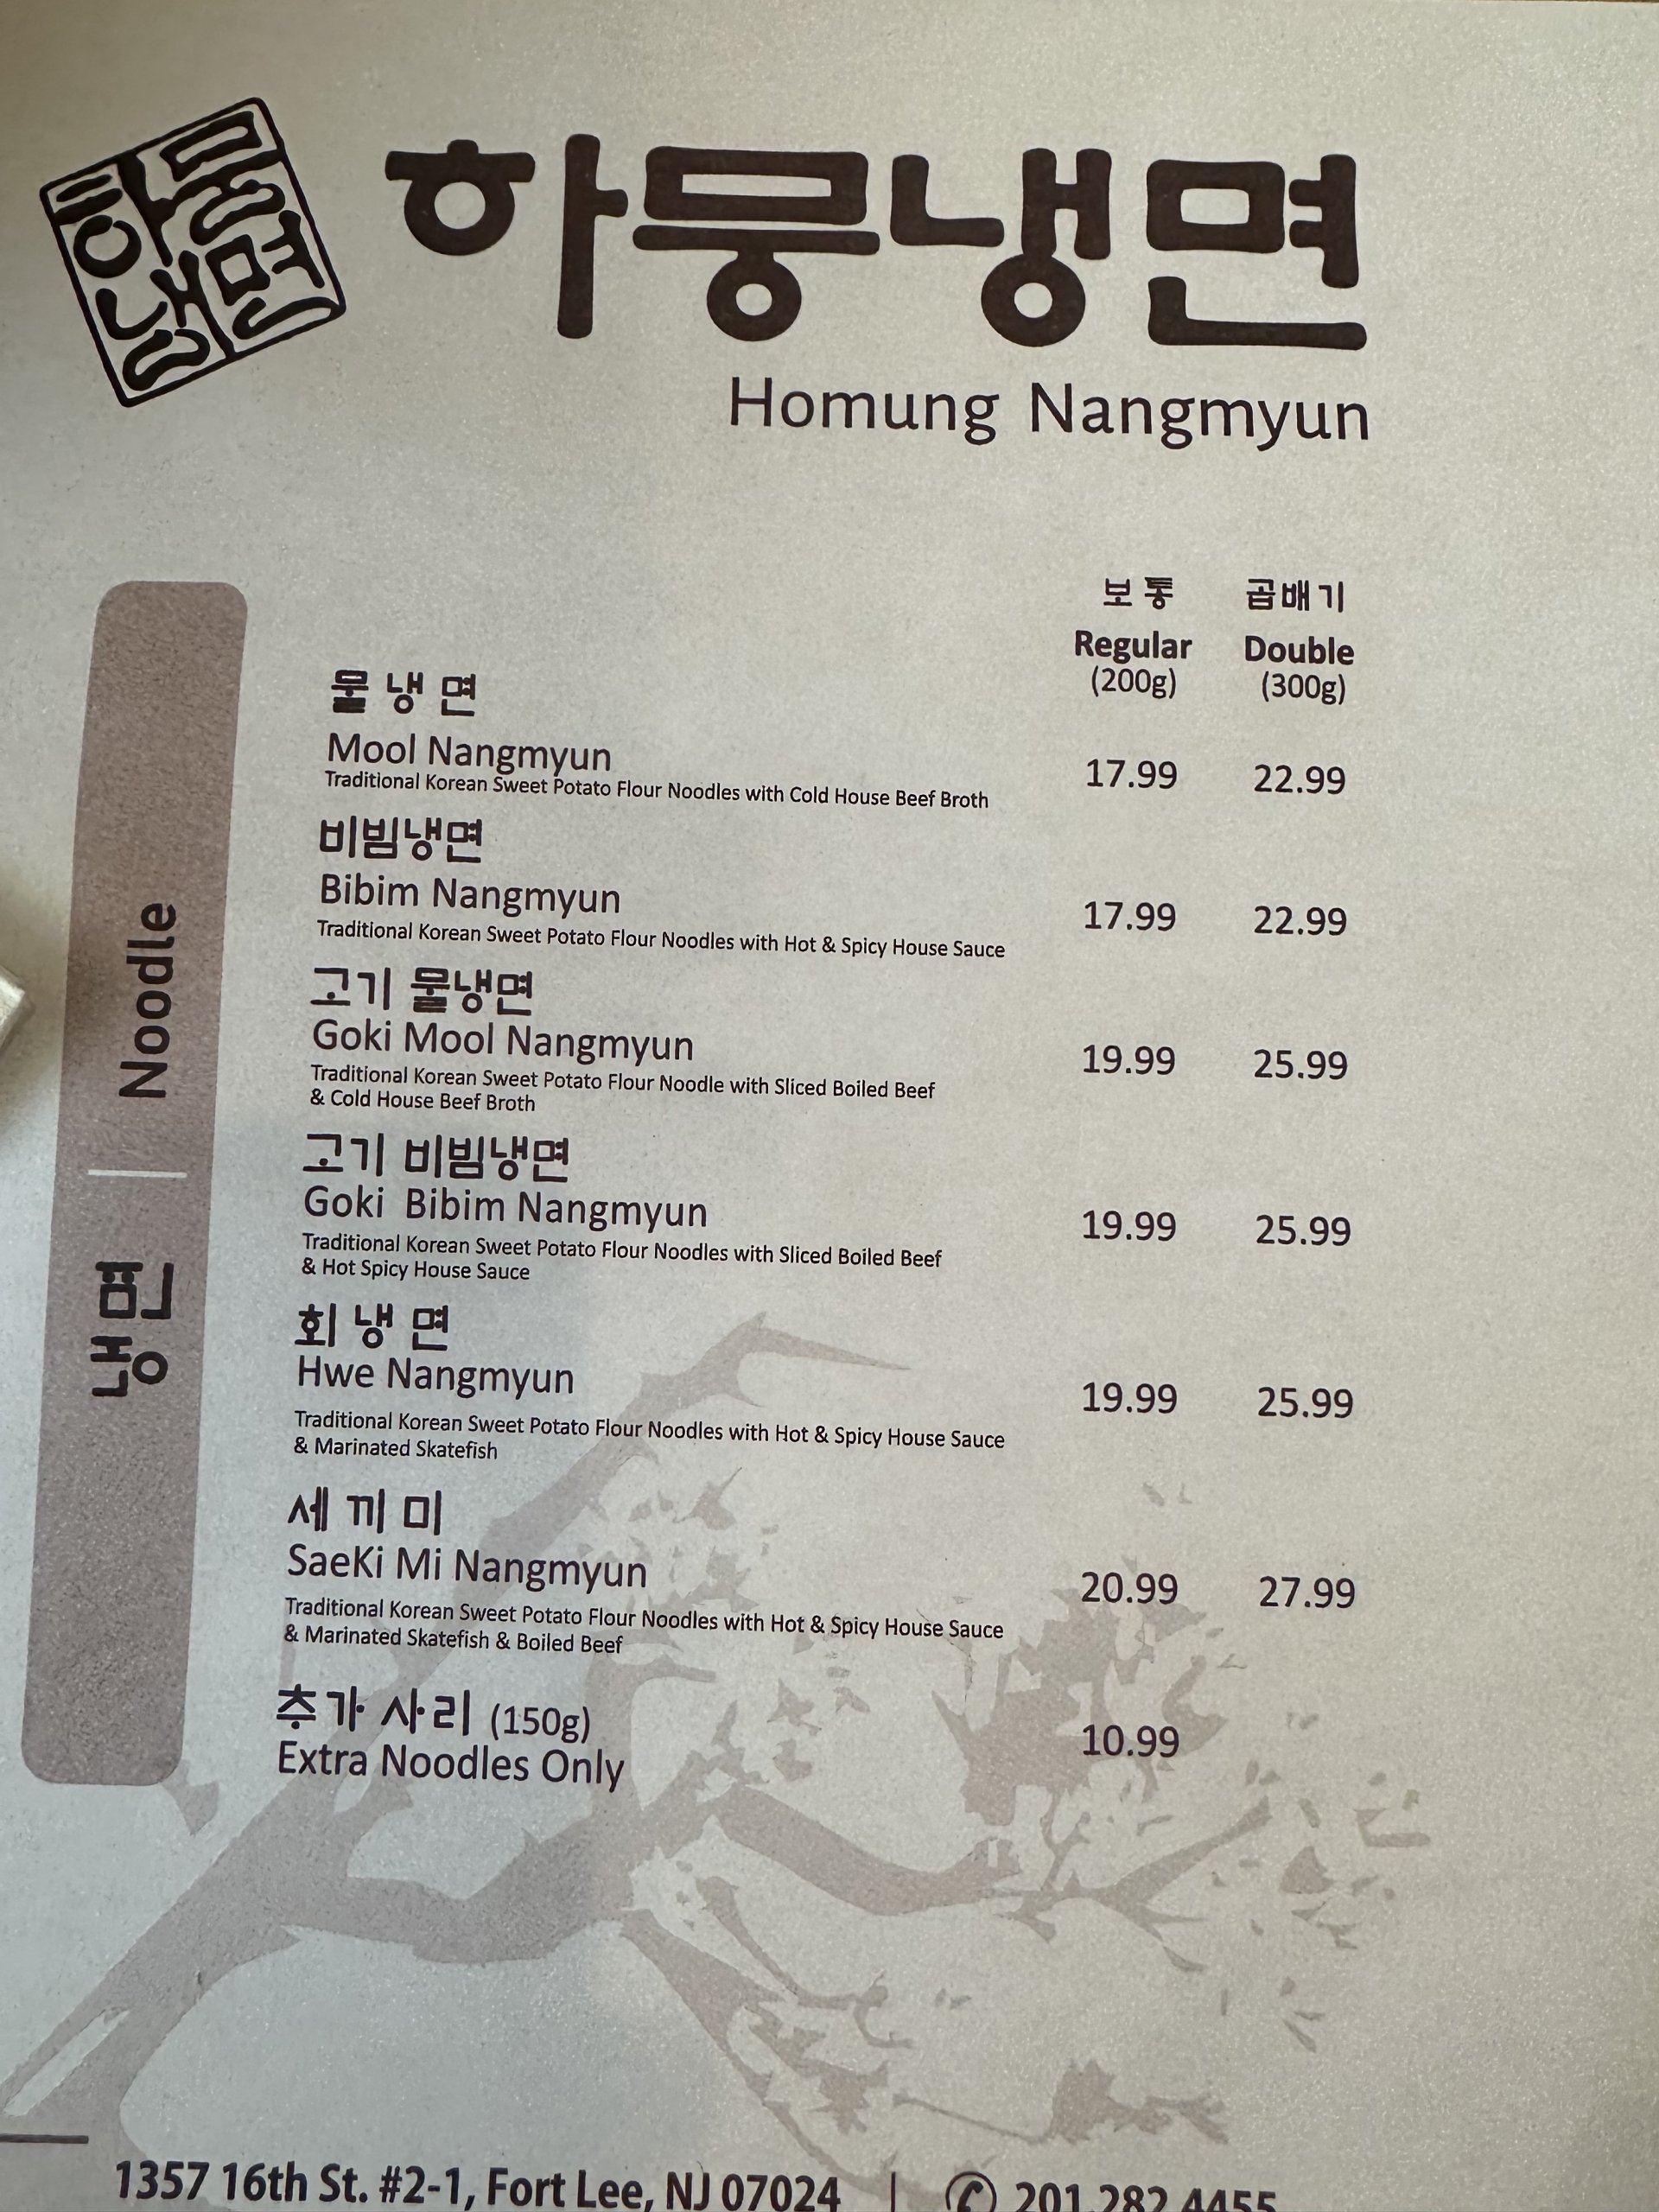 하믕냉면
Homung Nangmyun
보통 곱배기
Regular Double
(200g) (300g)
물냉면
Mool Nangmyun 17.99 22.99
Traditional Korean Sweet Potato Flour Noodles with Cold House Beef Broth
비빔냉면
Bibim Nangmyun 17.99 22.99
Traditional Korean Sweet Potato Flour Noodles with Hot & Spicy House Sauce
고기 물냉면
Goki Mool Nangmyun 19.99 25.99
Traditional Korean Sweet Potato Flour Noodle with Sliced Boiled Beef
& Cold House Beef Broth
고기 비빔냉면
Goki Bibim Nangmyun 19.99 25.99
Traditional Korean Sweet Potato Flour Noodles with Sliced Boiled Beef
& Hot Spicy House Sauce
회냉면
Hwe Nangmyun 19.99 25.99
Traditional Korean Sweet Potato Flour Noodles with Hot & Spicy House Sauce
& Marinated Skatefish
세끼미
SaeKi Mi Nangmyun 20.99 27.99
Traditional Korean Sweet Potato Flour Noodles with Hot & Spicy House Sauce
& Marinated Skatefish & Boiled Beef
추가 사리 (150g)
Extra Noodles Only 10.99
냉면 | Noodle
1357 16th St. #2-1, Fort Lee, NJ 07024 | 201.282.4455